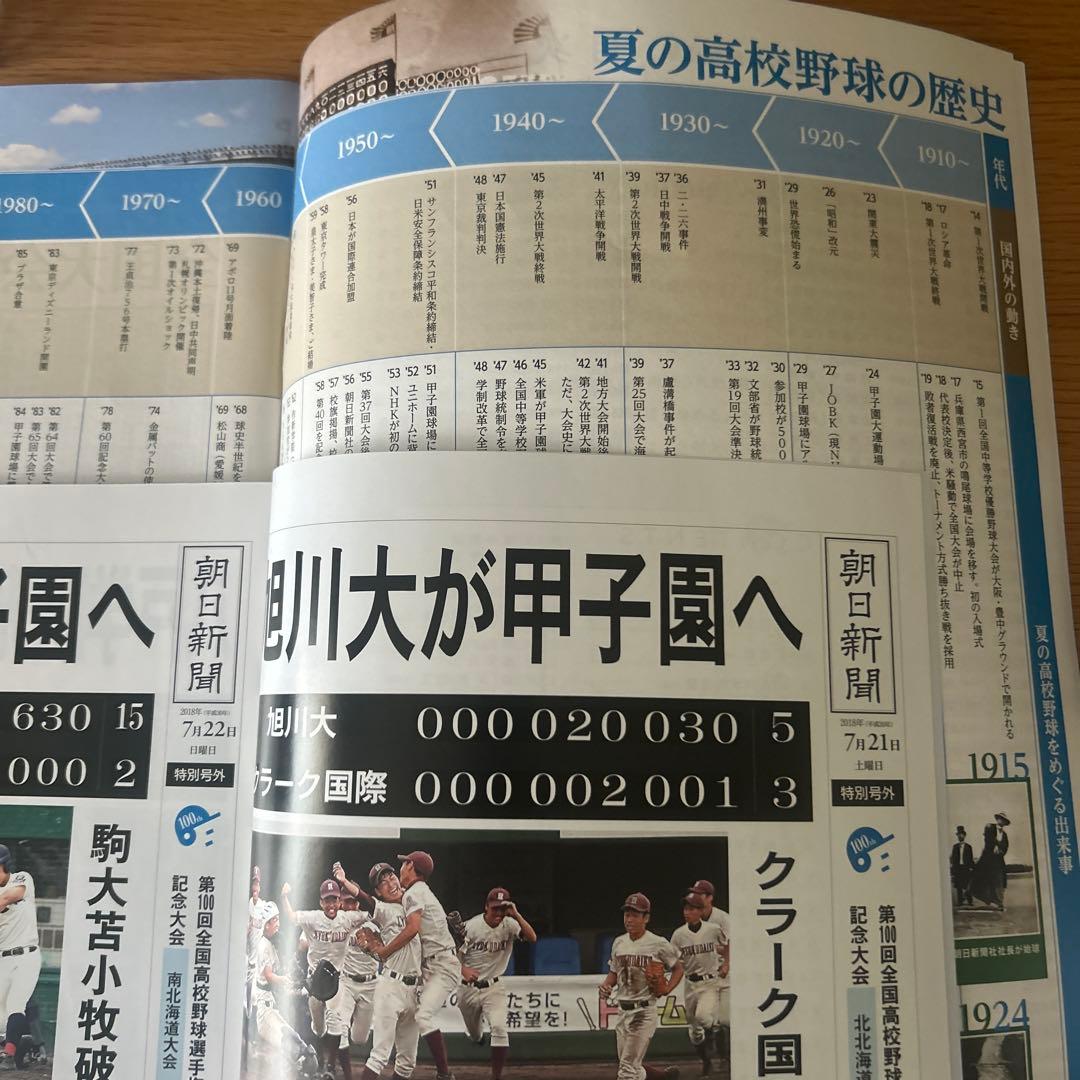 夏の高校野球の歴史
年代
1910~
1920~
1930~
1940~
1950~
1960
1970~
1980~
国内外の動き
'14 第1次世界大戦開戦
'17 ロシア革命
'18 第1次世界大戦終戦
'23 関東大震災
'26 「昭和」改元
'29 世界恐慌始まる
'31 満州事変
'36 二・二六事件
'37 日中戦争開戦
'39 第2次世界大戦開戦
'41 太平洋戦争開戦
'45 第2次世界大戦終戦
'47 日本国憲法施行
'48 東京裁判判決
'51 サンフランシスコ平和条約締結・
日米安全保障条約締結
'56 日本が国際連合加盟
'58 東京タワー完成
'59 皇太子さま、美智子さま、ご結婚
'69 アポロ11号月面着陸
'72 沖縄本土復帰、日中共同声明
札幌オリンピック開催
'73 第1次オイルショック
'77 王貞治756号本塁打
'83 東京ディズニーランド開園
'85 プラザ合意
夏の高校野球をめぐる出来事
'15 第1回全国中等学校優勝野球大会が大阪・豊中グラウンドで開かれる
'17 兵庫県西宮市の鳴尾球場に会場を移す。初の入場式
'18 代表校決定後、米騒動で全国大会が中止
'19 敗者復活戦を廃止、トーナメント方式勝ち抜き戦を採用
'24 甲子園大運動場
'27 JOBK(現NH
'29 甲子園球場にア
'30 参加校が500
'32 文部省が野球統
'33 第19回大会準決
'37 盧溝橋事件が起
'39 第25回大会で海
'41 地方大会開始後
'42 第2次世界大戦
ただ、大会史に
'45 米軍が甲子園
'46 全国中等学校
'47 野球統制令を
'48 学制改革で全
'51 甲子園球場に
'52 ユニホームに背
'53 NHKが初の
'55 第37回大会後
'56 朝日新聞社の
'57 校旗掲揚、校
'58 第40回を記念
'68 球史半世紀を
'69 松山商(愛媛
'74 金属バットの使
'78 第60回記念大
'82 第64回大会で
'83 第65回大会で
'84 甲子園球場に
1915
朝日新聞社社長が始球
1924
旭川大が甲子園へ
朝日新聞
2018年(平成30年)
7月21日
土曜日
特別号外
旭川大 000 020 030 5
クラーク国際 000 002 001 3
100th
第100回全国高校野
記念大会
北北海道
クラーク国
たちに
希望を!
子園へ
朝日新聞
2018年(平成30年)
7月22日
日曜日
特別号外
630 15
000 2
100th
第100回全国高校野球選手
記念大会
南北海道大会
駒大苫小牧破